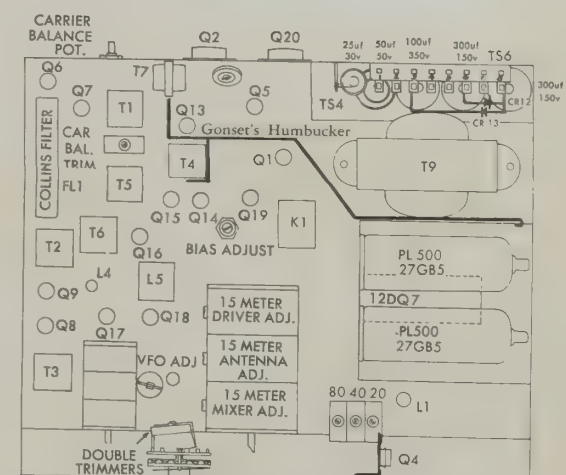 CARRIER
BALANCE
POT.
Q2
Q20
25uf
30v
50uf
50v
100uf
350v
300uf
150v
TS6
Q6
T7
Q7
T1
Q5
TS4
CR12
300uf
150v
CR 13
Q13
Gonset's Humbucker
COLLINS FILTER
CAR
BAL.
TRIM
FL1
T4
Q1
T9
T5
Q15
Q14
Q19
K1
T6
T2
Q16
BIAS ADJUST
L4
L5
PL 500
27GB5
12DQ7
PL500
27GB5
Q9
Q8
Q17
Q18
15 METER
DRIVER ADJ.
15 METER
ANTENNA
ADJ.
15 METER
MIXER ADJ.
VFO ADJ
T3
80 40 20
L1
DOUBLE
TRIMMERS
Q4